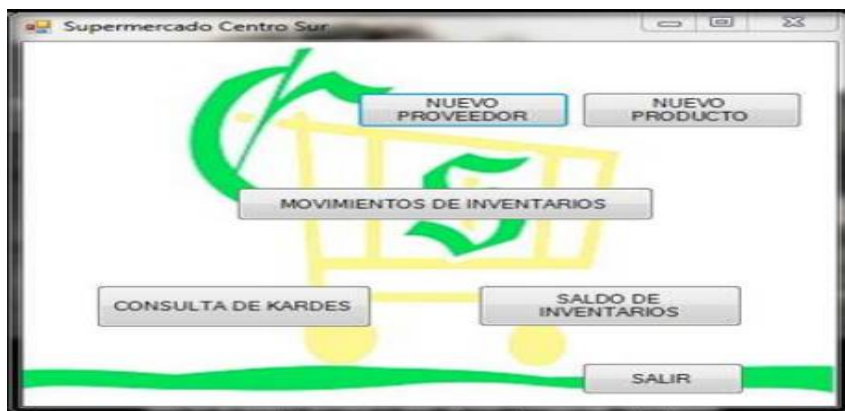 Supermercado Centro Sur
NUEVO
PROVEEDOR
NUEVO
PRODUCTO
S
MOVIMIENTOS DE INVENTARIOS
CONSULTA DE KARDES
SALDO DE
INVENTARIOS
SALIR